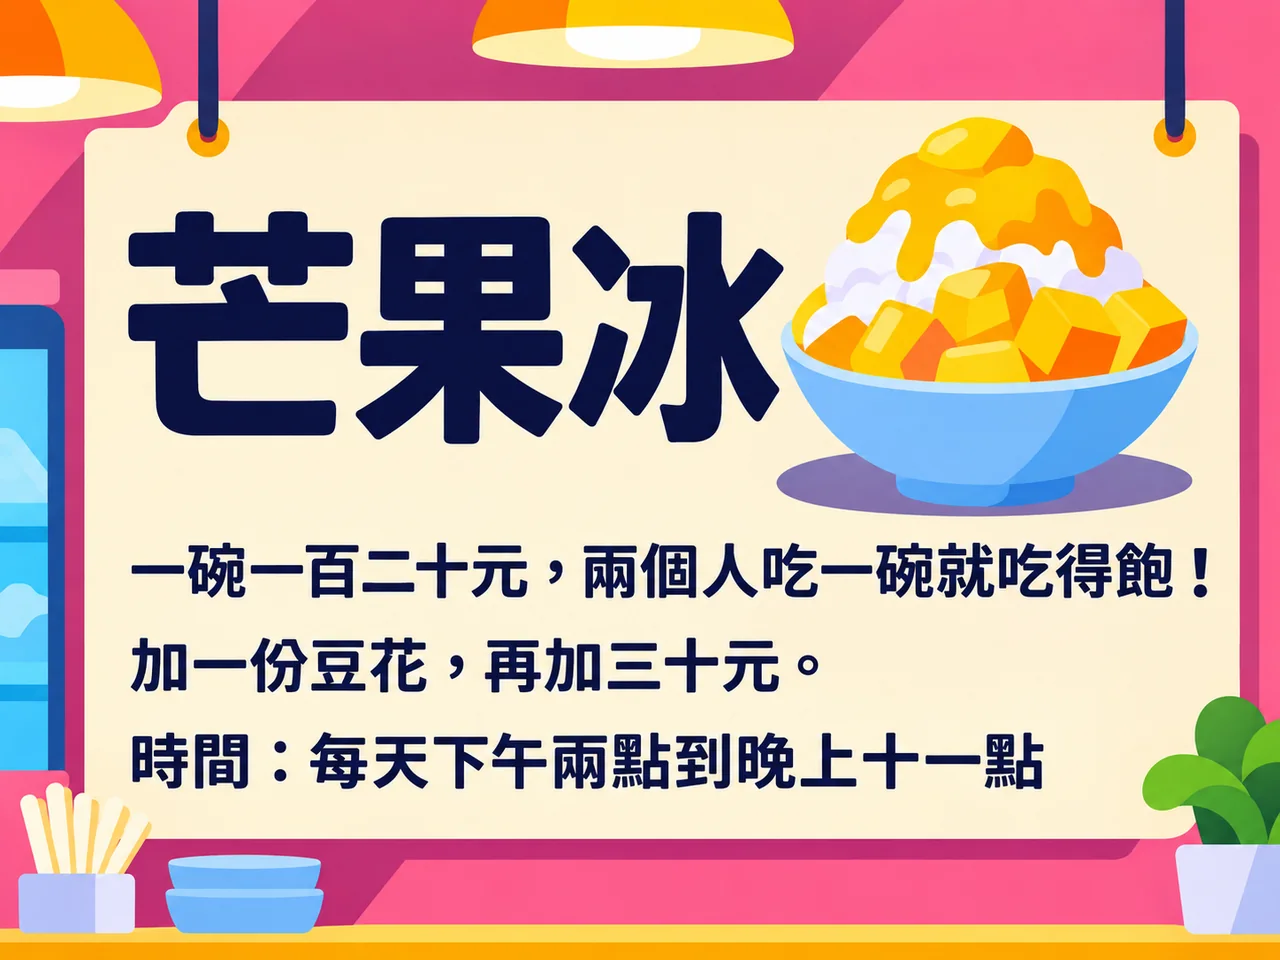 芒果冰
一碗一百二十元，兩個人吃一碗就吃得飽！
加一份豆花，再加三十元。
時間：每天下午兩點到晚上十一點